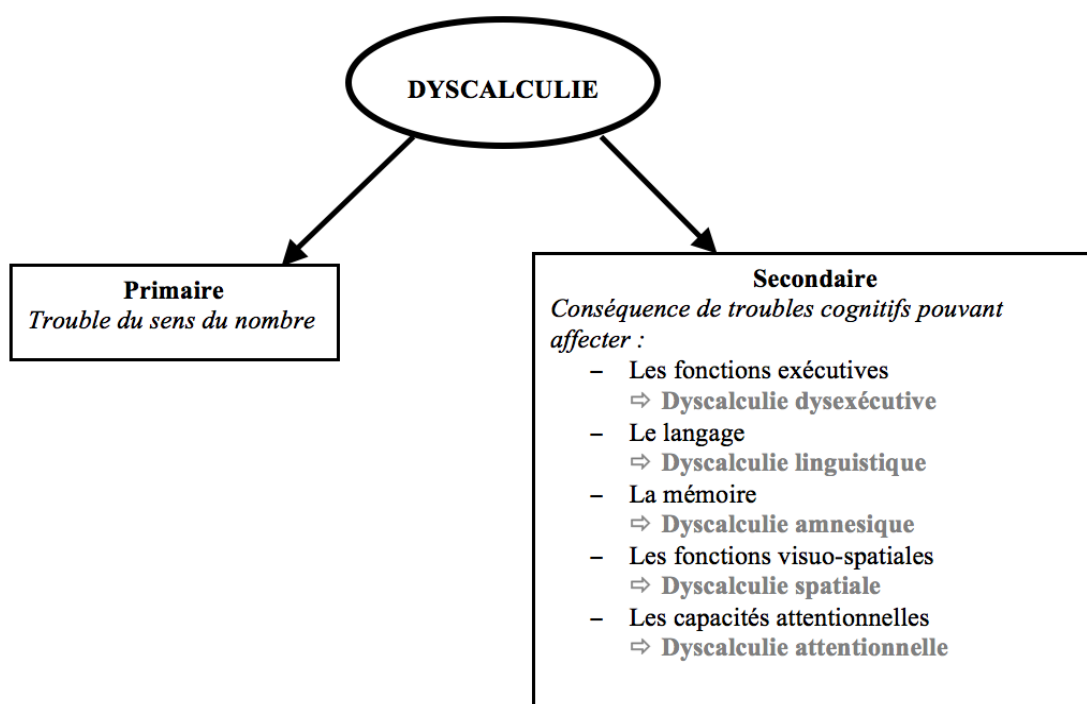 DYSCALCULIE
Primaire
Trouble du sens du nombre
Secondaire
Conséquence de troubles cognitifs pouvant
affecter :
– Les fonctions exécutives
⇨ Dyscalculie dysexécutive
– Le langage
⇨ Dyscalculie linguistique
– La mémoire
⇨ Dyscalculie amnesique
– Les fonctions visuo-spatiales
⇨ Dyscalculie spatiale
– Les capacités attentionnelles
⇨ Dyscalculie attentionnelle